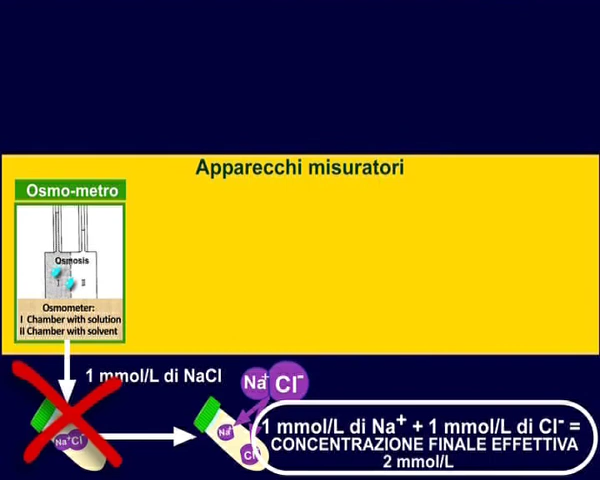 Apparecchi misuratori
Osmo-metro
Osmosis
I II
Osmometer:
I Chamber with solution
II Chamber with solvent
1 mmol/L di NaCl
Na+ Cl-
Na+Cl-
Na+
Cl-
1 mmol/L di Na+ + 1 mmol/L di Cl- =
CONCENTRAZIONE FINALE EFFETTIVA
2 mmol/L